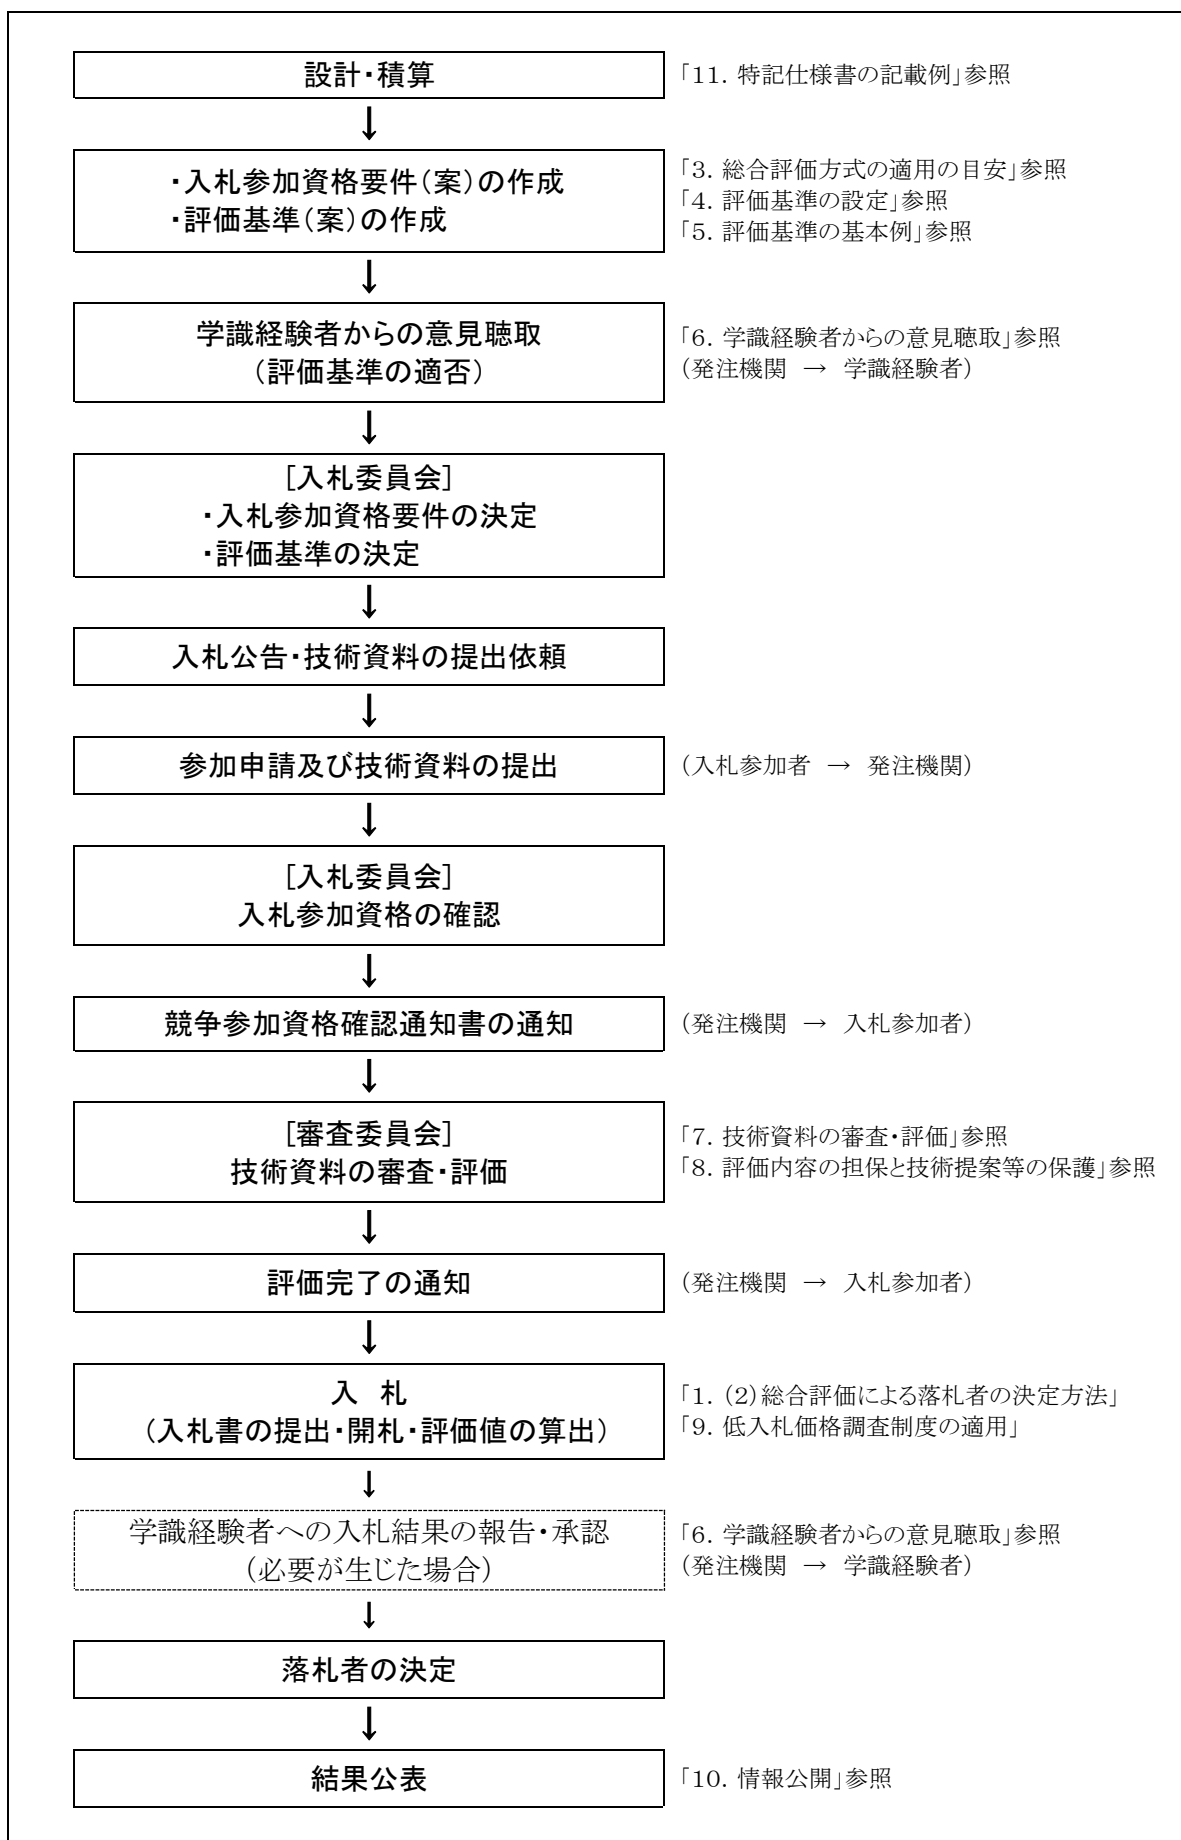 設計・積算
「11．特記仕様書の記載例」参照
↓
・入札参加資格要件（案）の作成
・評価基準（案）の作成
「3．総合評価方式の適用の目安」参照
「4．評価基準の設定」参照
「5．評価基準の基本例」参照
↓
学識経験者からの意見聴取
（評価基準の適否）
「6．学識経験者からの意見聴取」参照
（発注機関　→　学識経験者）
↓
［入札委員会］
・入札参加資格要件の決定
・評価基準の決定
↓
入札公告・技術資料の提出依頼
↓
参加申請及び技術資料の提出
（入札参加者　→　発注機関）
↓
［入札委員会］
入札参加資格の確認
↓
競争参加資格確認通知書の通知
（発注機関　→　入札参加者）
↓
［審査委員会］
技術資料の審査・評価
「7．技術資料の審査・評価」参照
「8．評価内容の担保と技術提案等の保護」参照
↓
評価完了の通知
（発注機関　→　入札参加者）
↓
入　札
（入札書の提出・開札・評価値の算出）
「1．（2）総合評価による落札者の決定方法」
「9．低入札価格調査制度の適用」
↓
学識経験者への入札結果の報告・承認
（必要が生じた場合）
「6．学識経験者からの意見聴取」参照
（発注機関　→　学識経験者）
↓
落札者の決定
↓
結果公表
「10．情報公開」参照